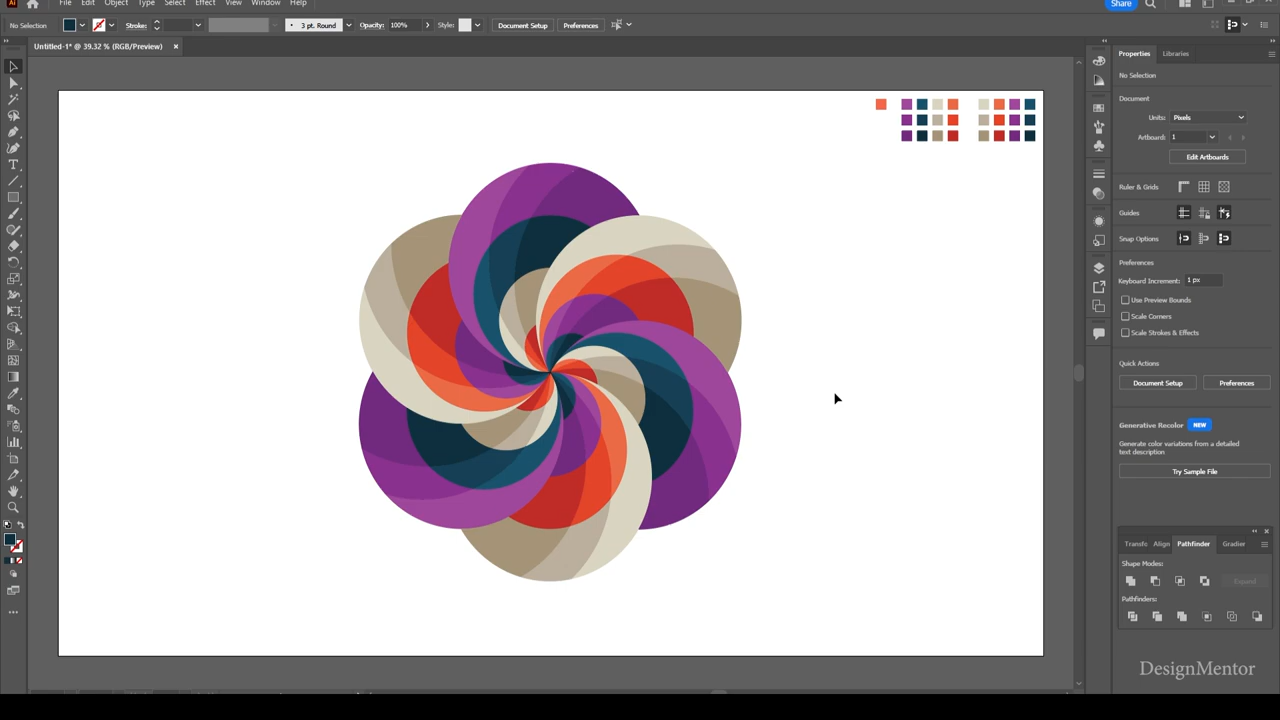 Ai File Edit Object Type Select Effect View Window Help Share
No Selection Stroke: • 3 pt. Round Opacity: 100% Style: Document Setup Preferences
Untitled-1* @ 39.32 % (RGB/Preview) ×
Properties Libraries
No Selection
Document
Units: Pixels
Artboard: 1
Edit Artboards
Ruler & Grids
Guides
Snap Options
Preferences
Keyboard Increment: 1 px
Use Preview Bounds
Scale Corners
Scale Strokes & Effects
Quick Actions
Document Setup Preferences
Generative Recolor NEW
Generate color variations from a detailed
text description
Try Sample File
Transfc Align Pathfinder Gradier
Shape Modes:
Expand
Pathfinders:
DesignMentor